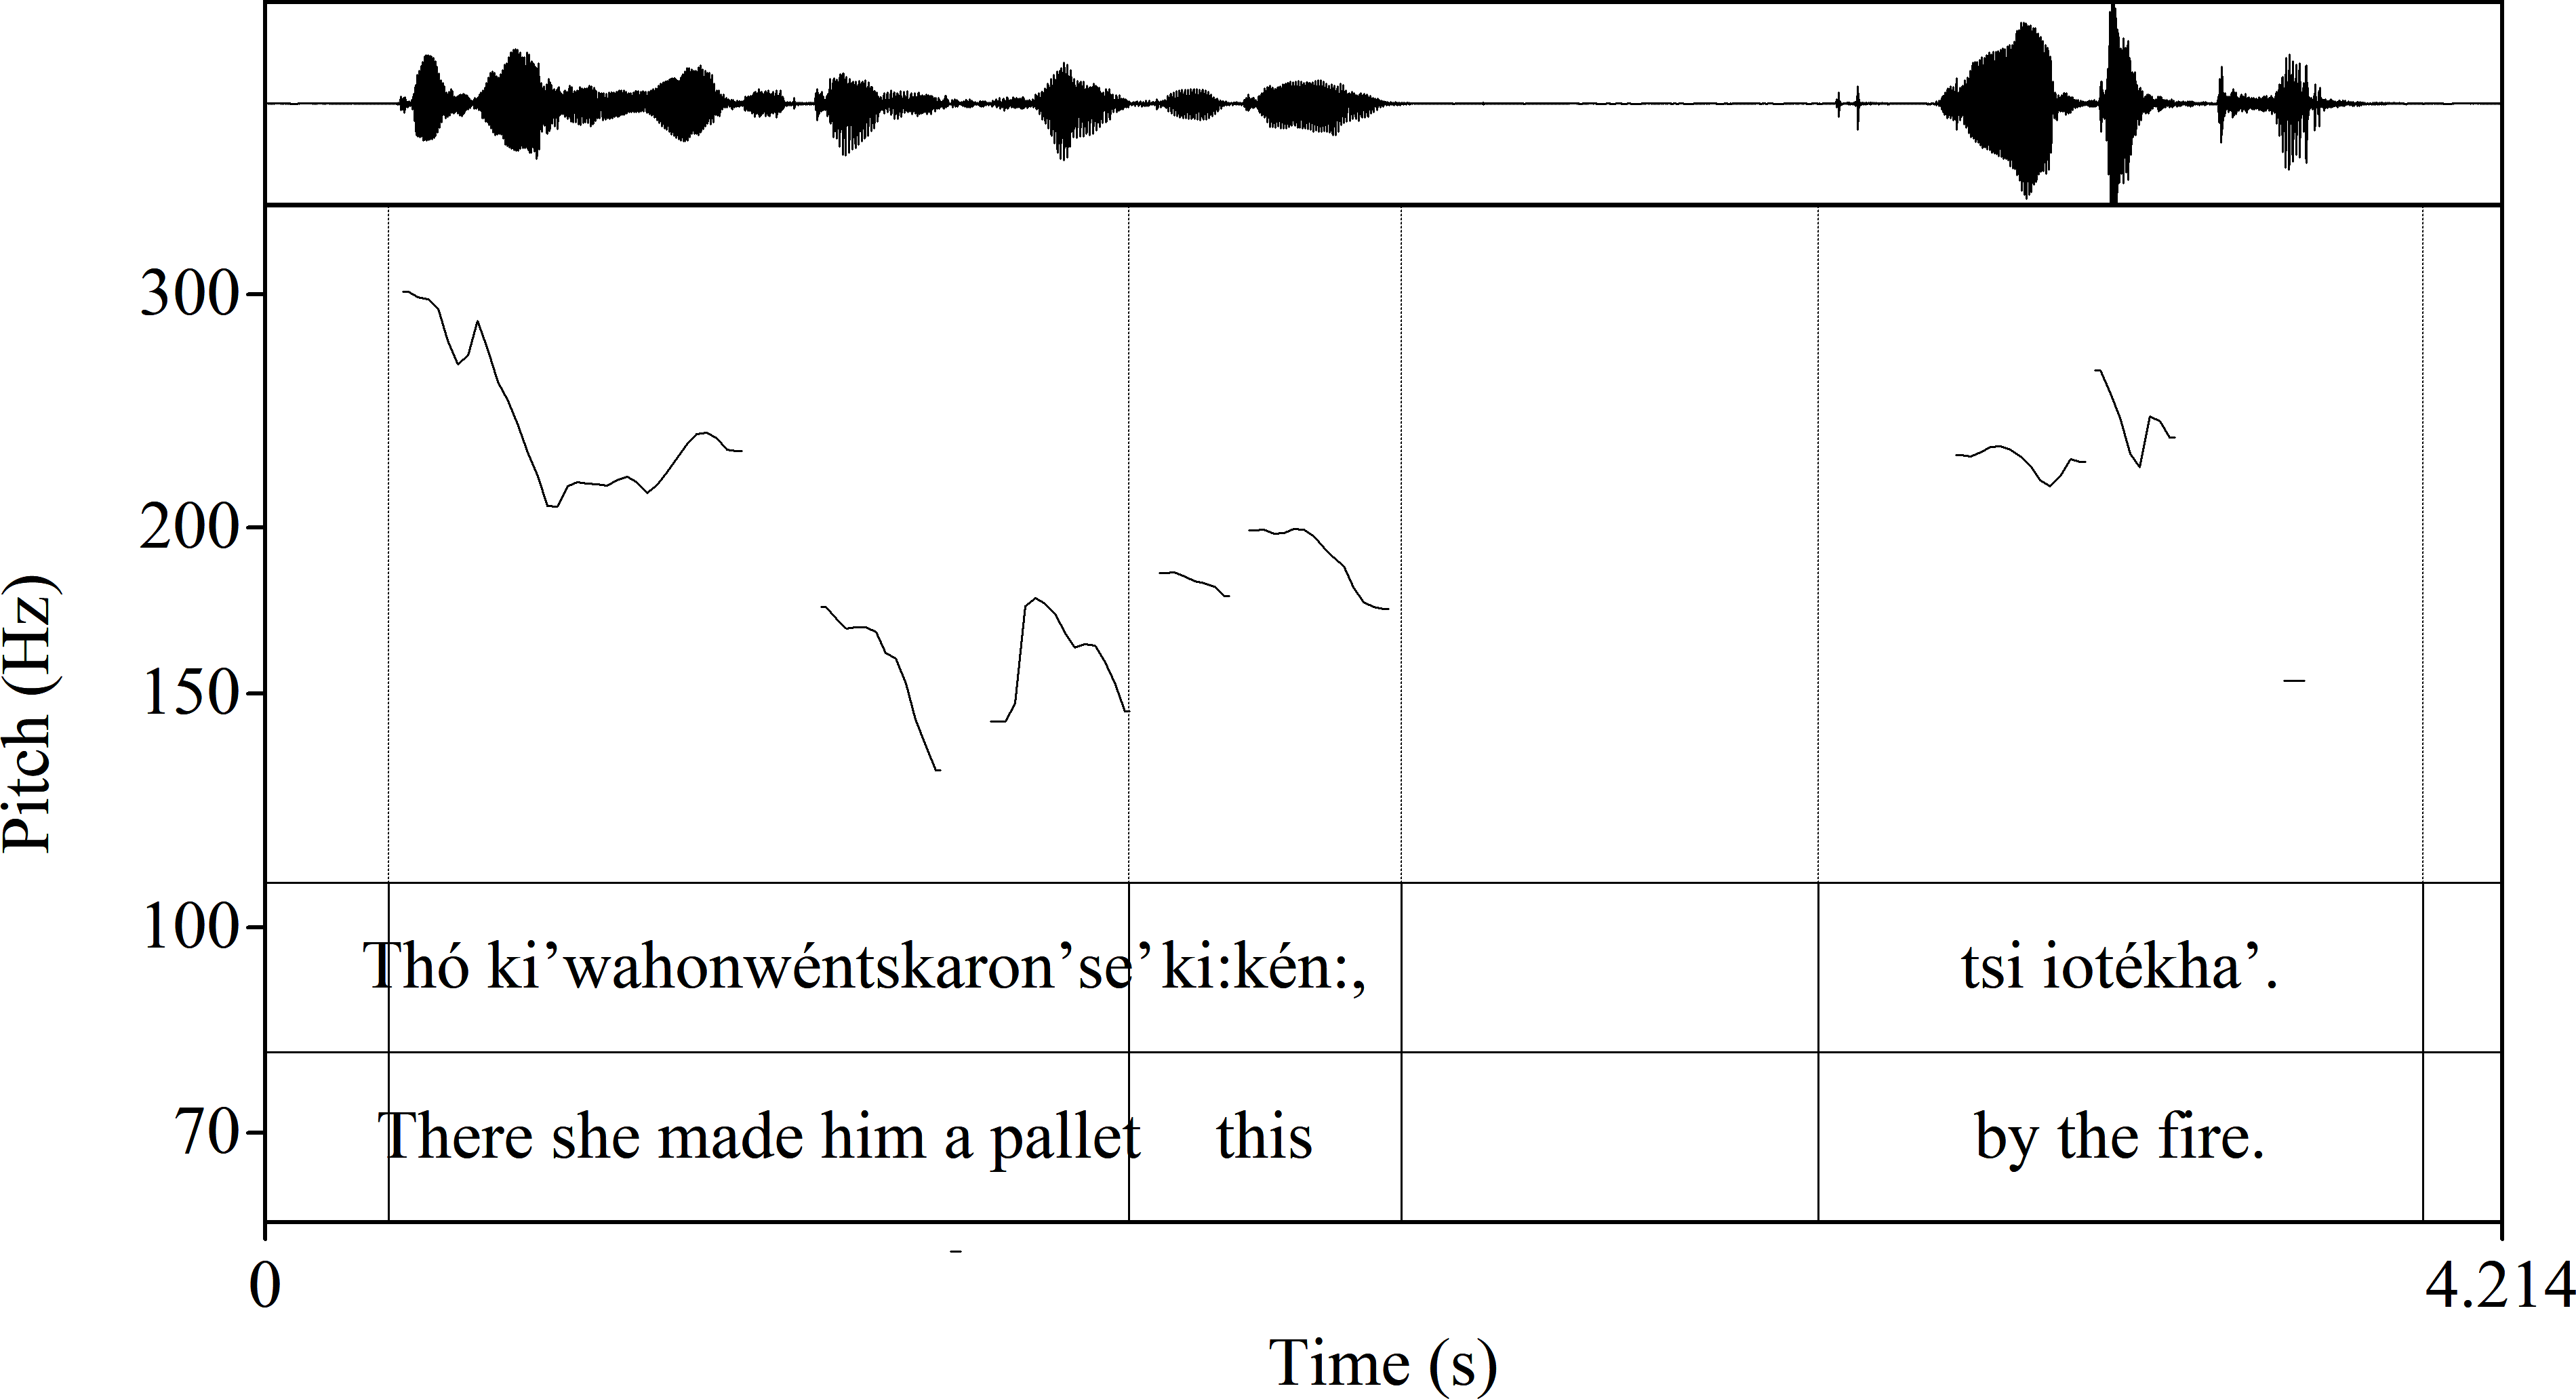 300
200
150
100
70
Pitch (Hz)
Thó ki’wahonwéntskaron’se’ ki:kén:, tsi iotékha’.
There she made him a pallet this by the fire.
0 4.214
Time (s)